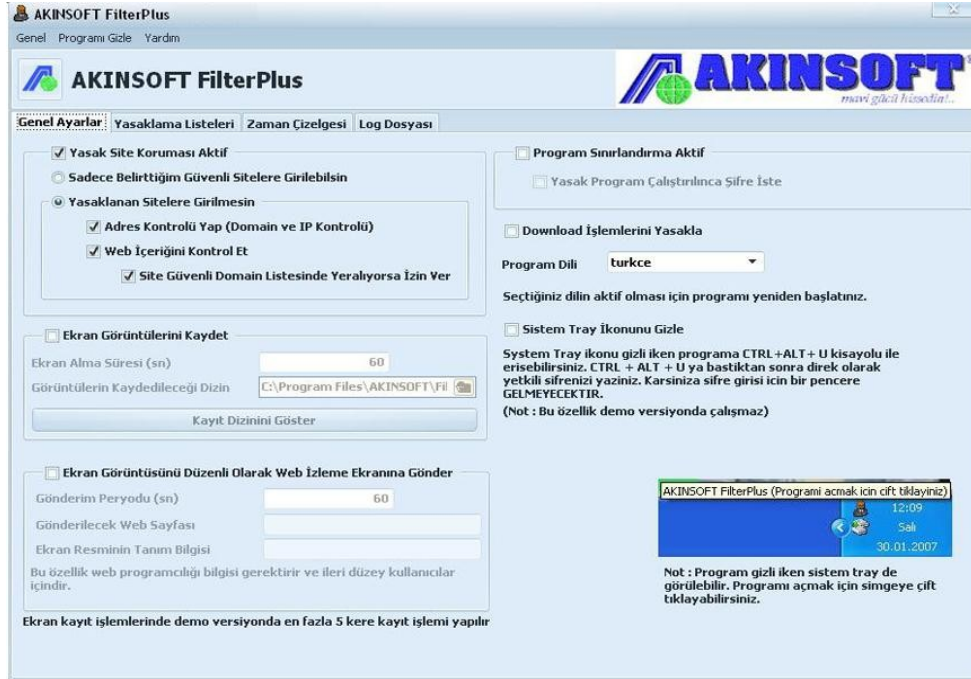 AKINSOFT FilterPlus
Genel Programı Gizle Yardım
AKINSOFT FilterPlus
AKINSOFT
mavi gücü hissedin!..
Genel Ayarlar Yasaklama Listeleri Zaman Çizelgesi Log Dosyası
Yasak Site Koruması Aktif
Sadece Belirttiğim Güvenli Sitelere Girilebilsin
Yasaklanan Sitelere Girilmesin
Adres Kontrolü Yap (Domain ve IP Kontrolü)
Web İçeriğini Kontrol Et
Site Güvenli Domain Listesinde Yeralıyorsa İzin Ver
Ekran Görüntülerini Kaydet
Ekran Alma Süresi (sn) 60
Görüntülerin Kaydedileceği Dizin C:\Program Files\AKINSOFT\Fil
Kayıt Dizinini Göster
Ekran Görüntüsünü Düzenli Olarak Web İzleme Ekranına Gönder
Gönderim Peryodu (sn) 60
Gönderilecek Web Sayfası
Ekran Resminin Tanım Bilgisi
Bu özellik web programcılığı bilgisi gerektirir ve ileri düzey kullanıcılar
içindir.
Ekran kayıt işlemlerinde demo versiyonda en fazla 5 kere kayıt işlemi yapılır
Program Sınırlandırma Aktif
Yasak Program Çalıştırılınca Şifre İste
Download İşlemlerini Yasakla
Program Dili turkce
Seçtiğiniz dilin aktif olması için programı yeniden başlatınız.
Sistem Tray İkonunu Gizle
System Tray ikonu gizli iken programa CTRL+ALT+ U kisayolu ile
erisebilirsiniz. CTRL + ALT + U ya bastiktan sonra direk olarak
yetkili sifrenizi yaziniz. Karsiniza sifre girisi icin bir pencere
GELMEYECEKTIR.
(Not : Bu özellik demo versiyonda çalışmaz)
AKINSOFT FilterPlus (Programi acmak icin cift tiklayiniz)
12:09
Salı
30.01.2007
Not : Program gizli iken sistem tray de
görülebilir. Programı açmak için simgeye çift
tıklayabilirsiniz.